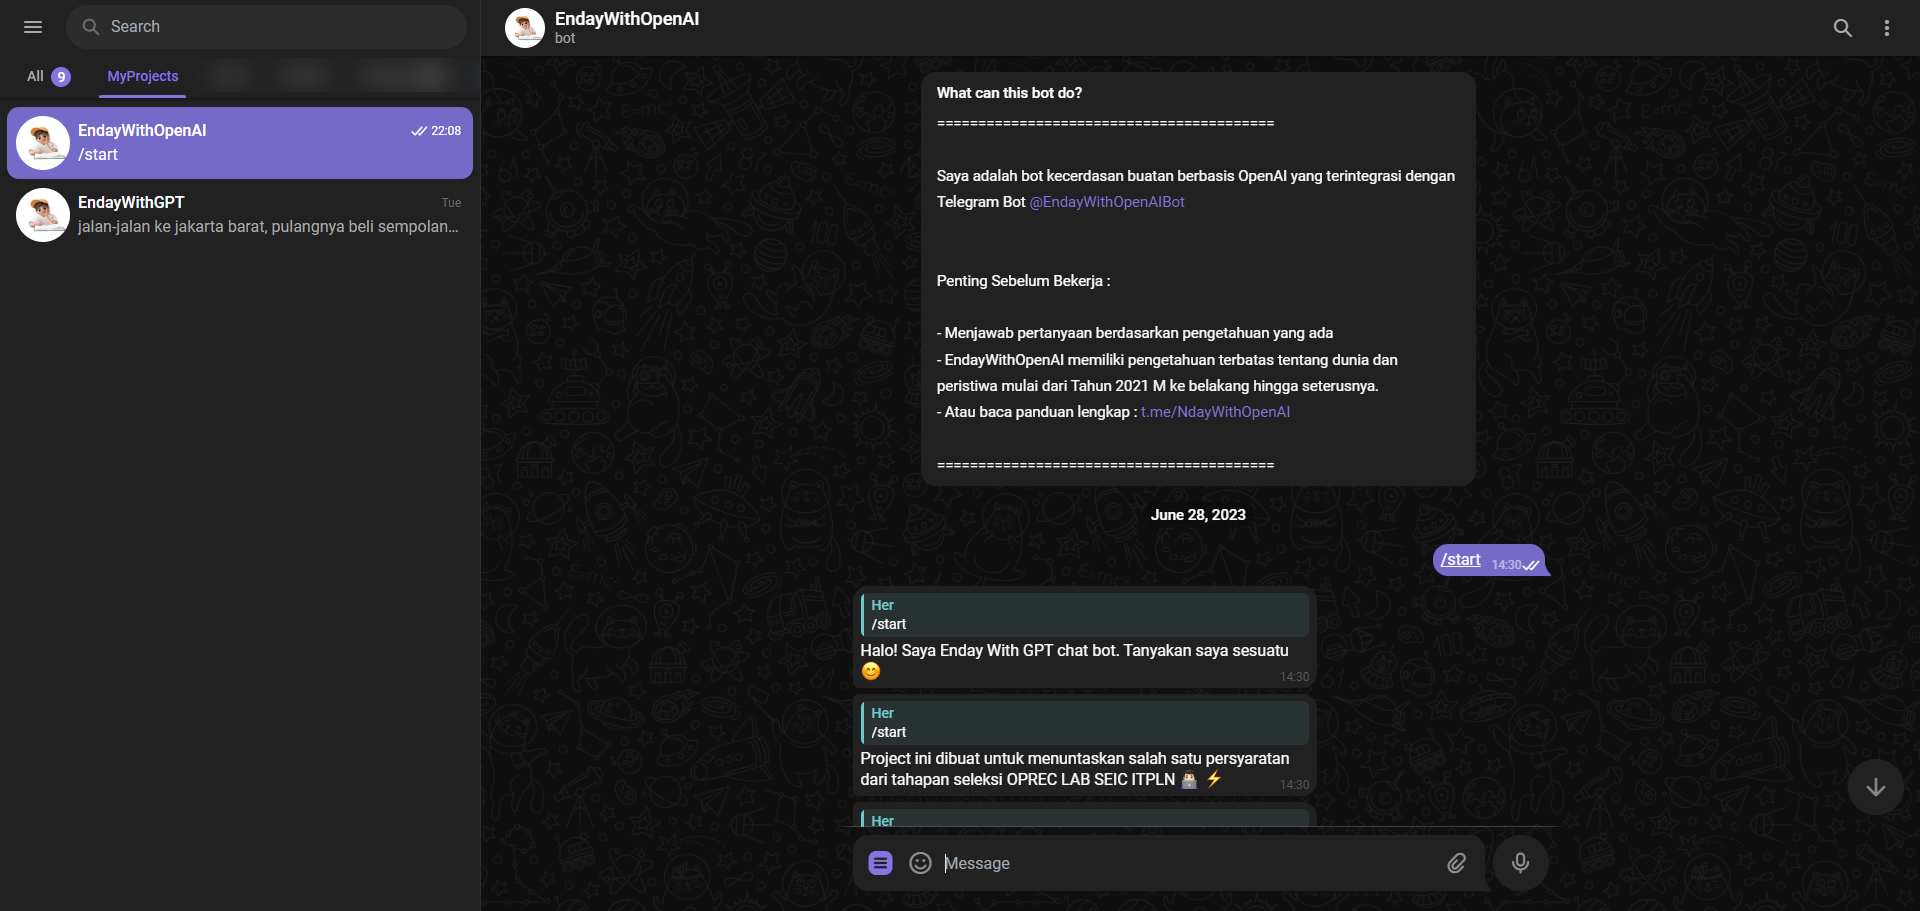 Search
All 9 MyProjects
EndayWithOpenAI 22:08
/start
EndayWithGPT Tue
jalan-jalan ke jakarta barat, pulangnya beli sempolan...
EndayWithOpenAI
bot
What can this bot do?
=========================================
Saya adalah bot kecerdasan buatan berbasis OpenAI yang terintegrasi dengan
Telegram Bot @EndayWithOpenAIBot
Penting Sebelum Bekerja :
- Menjawab pertanyaan berdasarkan pengetahuan yang ada
- EndayWithOpenAI memiliki pengetahuan terbatas tentang dunia dan
peristiwa mulai dari Tahun 2021 M ke belakang hingga seterusnya.
- Atau baca panduan lengkap : t.me/NdayWithOpenAI
=========================================
June 28, 2023
/start 14:30
Her
/start
Halo! Saya Enday With GPT chat bot. Tanyakan saya sesuatu
😊 14:30
Her
/start
Project ini dibuat untuk menuntaskan salah satu persyaratan
dari tahapan seleksi OPREC LAB SEIC ITPLN 👨🏻‍💻 ⚡ 14:30
Her
Message